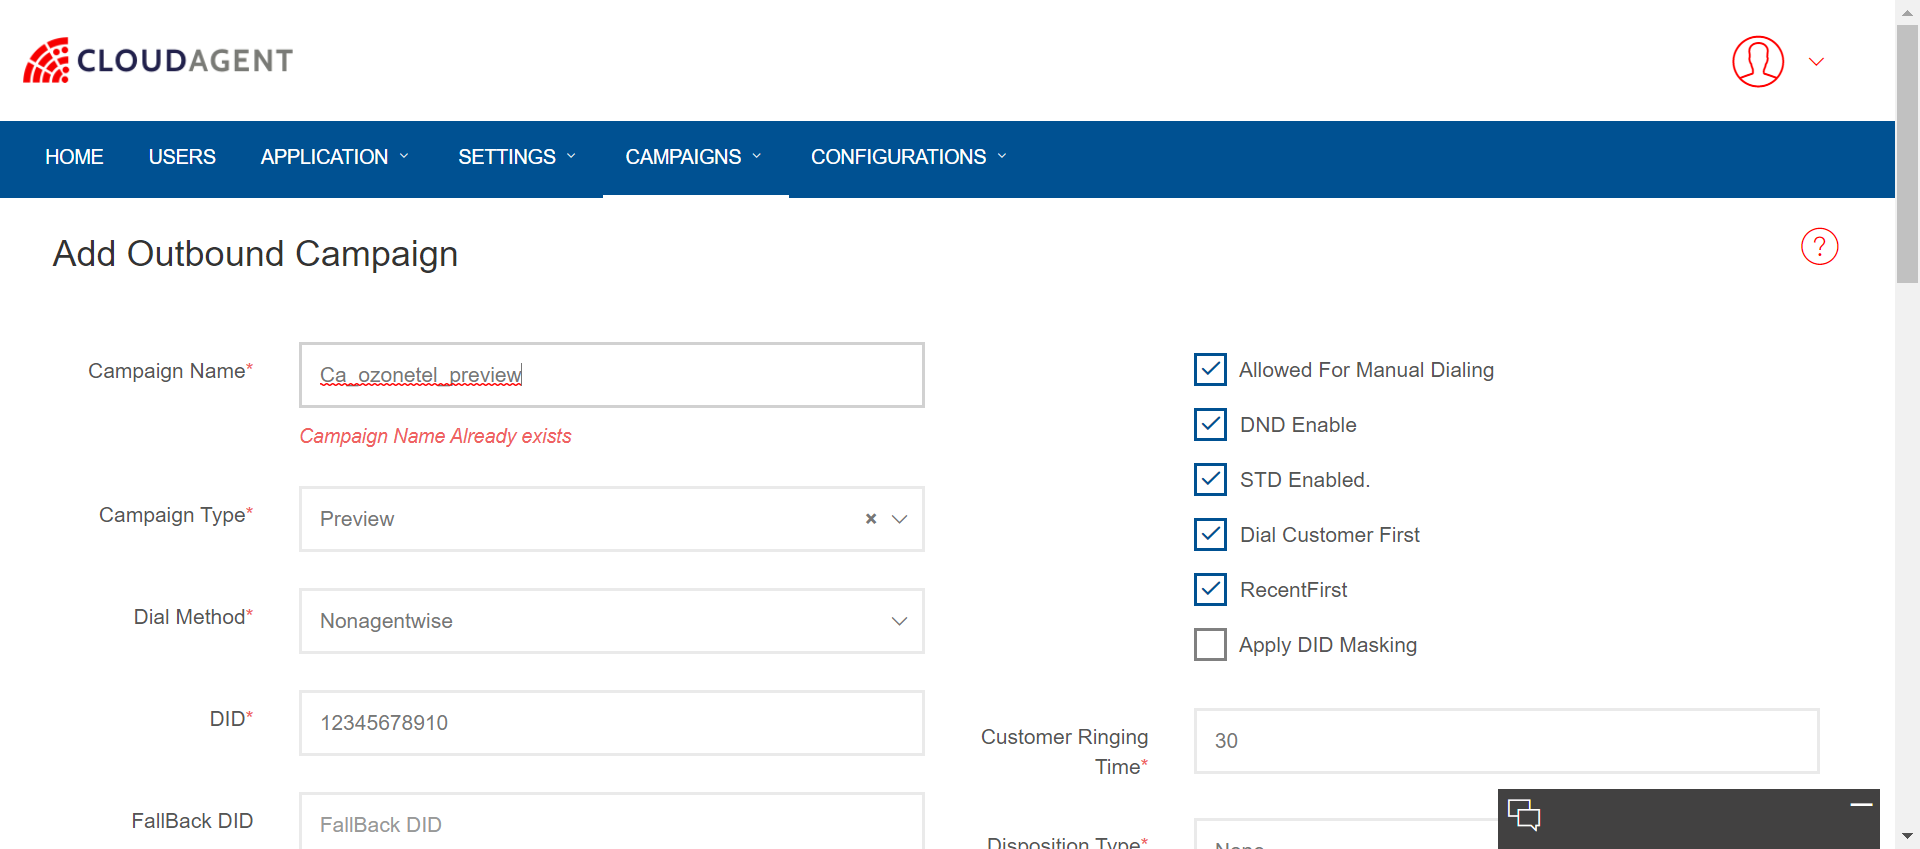 CLOUDAGENT
HOME USERS APPLICATION SETTINGS CAMPAIGNS CONFIGURATIONS
Add Outbound Campaign
?
Campaign Name* Ca_ozonetel_preview
Campaign Name Already exists
Campaign Type* Preview ×
Dial Method* Nonagentwise
DID* 12345678910
FallBack DID FallBack DID
Allowed For Manual Dialing
DND Enable
STD Enabled.
Dial Customer First
RecentFirst
Apply DID Masking
Customer Ringing
Time* 30
Disposition Type* None